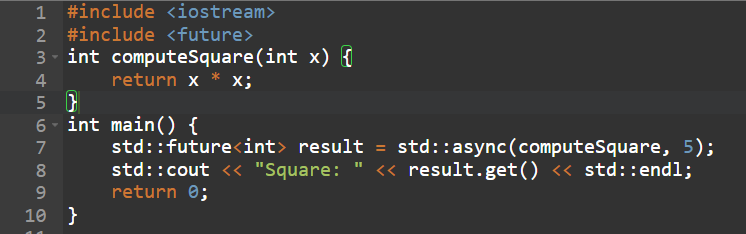 1 #include <iostream>
2 #include <future>
3 int computeSquare(int x) {
4     return x * x;
5 }
6 int main() {
7     std::future<int> result = std::async(computeSquare, 5);
8     std::cout << "Square: " << result.get() << std::endl;
9     return 0;
10 }
11